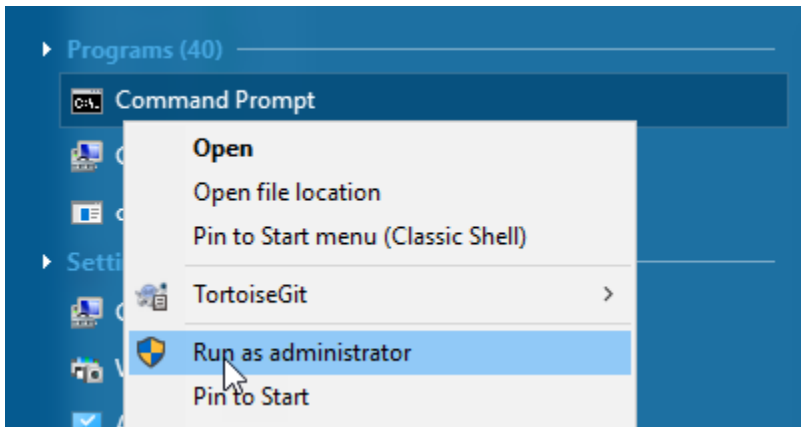 Programs (40)
C:\.
Command Prompt
Open
Open file location
Pin to Start menu (Classic Shell)
TortoiseGit
Run as administrator
Pin to Start